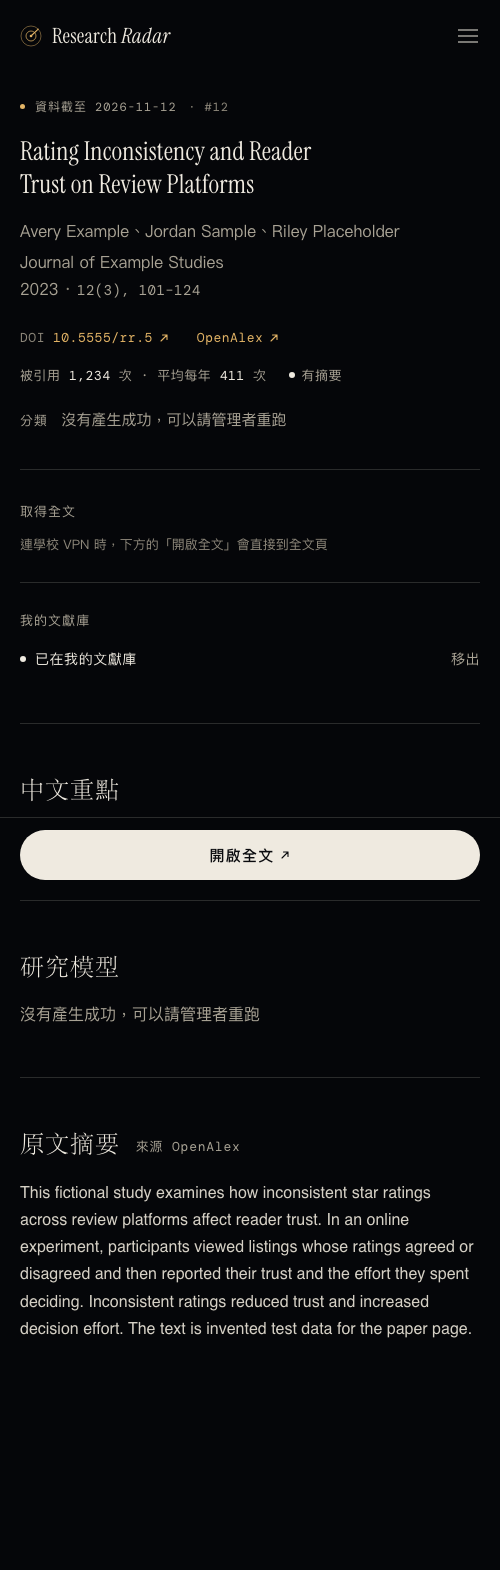 Research Radar
資料截至 2026-11-12 · #12
Rating Inconsistency and Reader
Trust on Review Platforms
Avery Example、Jordan Sample、Riley Placeholder
Journal of Example Studies
2023 · 12(3), 101–124
DOI 10.5555/rr.5 ↗ OpenAlex ↗
被引用 1,234 次 · 平均每年 411 次 有摘要
分類 沒有產生成功，可以請管理者重跑
取得全文
連學校 VPN 時，下方的「開啟全文」會直接到全文頁
我的文獻庫
已在我的文獻庫 移出
中文重點
開啟全文 ↗
研究模型
沒有產生成功，可以請管理者重跑
原文摘要 來源 OpenAlex
This fictional study examines how inconsistent star ratings
across review platforms affect reader trust. In an online
experiment, participants viewed listings whose ratings agreed or
disagreed and then reported their trust and the effort they spent
deciding. Inconsistent ratings reduced trust and increased
decision effort. The text is invented test data for the paper page.